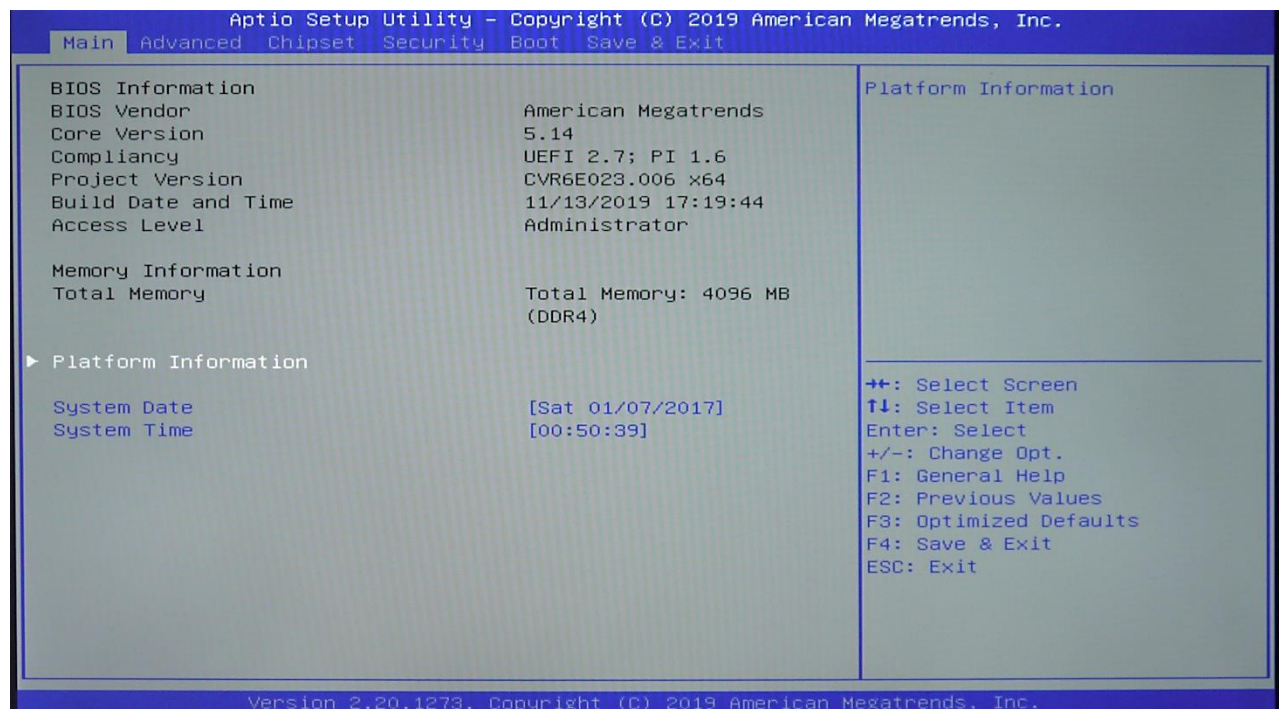 Aptio Setup Utility – Copyright (C) 2019 American Megatrends, Inc.
Main Advanced Chipset Security Boot Save & Exit
BIOS Information
BIOS Vendor American Megatrends
Core Version 5.14
Compliancy UEFI 2.7; PI 1.6
Project Version CVR6E023.006 x64
Build Date and Time 11/13/2019 17:19:44
Access Level Administrator
Memory Information
Total Memory Total Memory: 4096 MB
(DDR4)
▶ Platform Information
System Date [Sat 01/07/2017]
System Time [00:50:39]
Platform Information
→←: Select Screen
↑↓: Select Item
Enter: Select
+/-: Change Opt.
F1: General Help
F2: Previous Values
F3: Optimized Defaults
F4: Save & Exit
ESC: Exit
Version 2.20.1273. Copyright (C) 2019 American Megatrends, Inc.